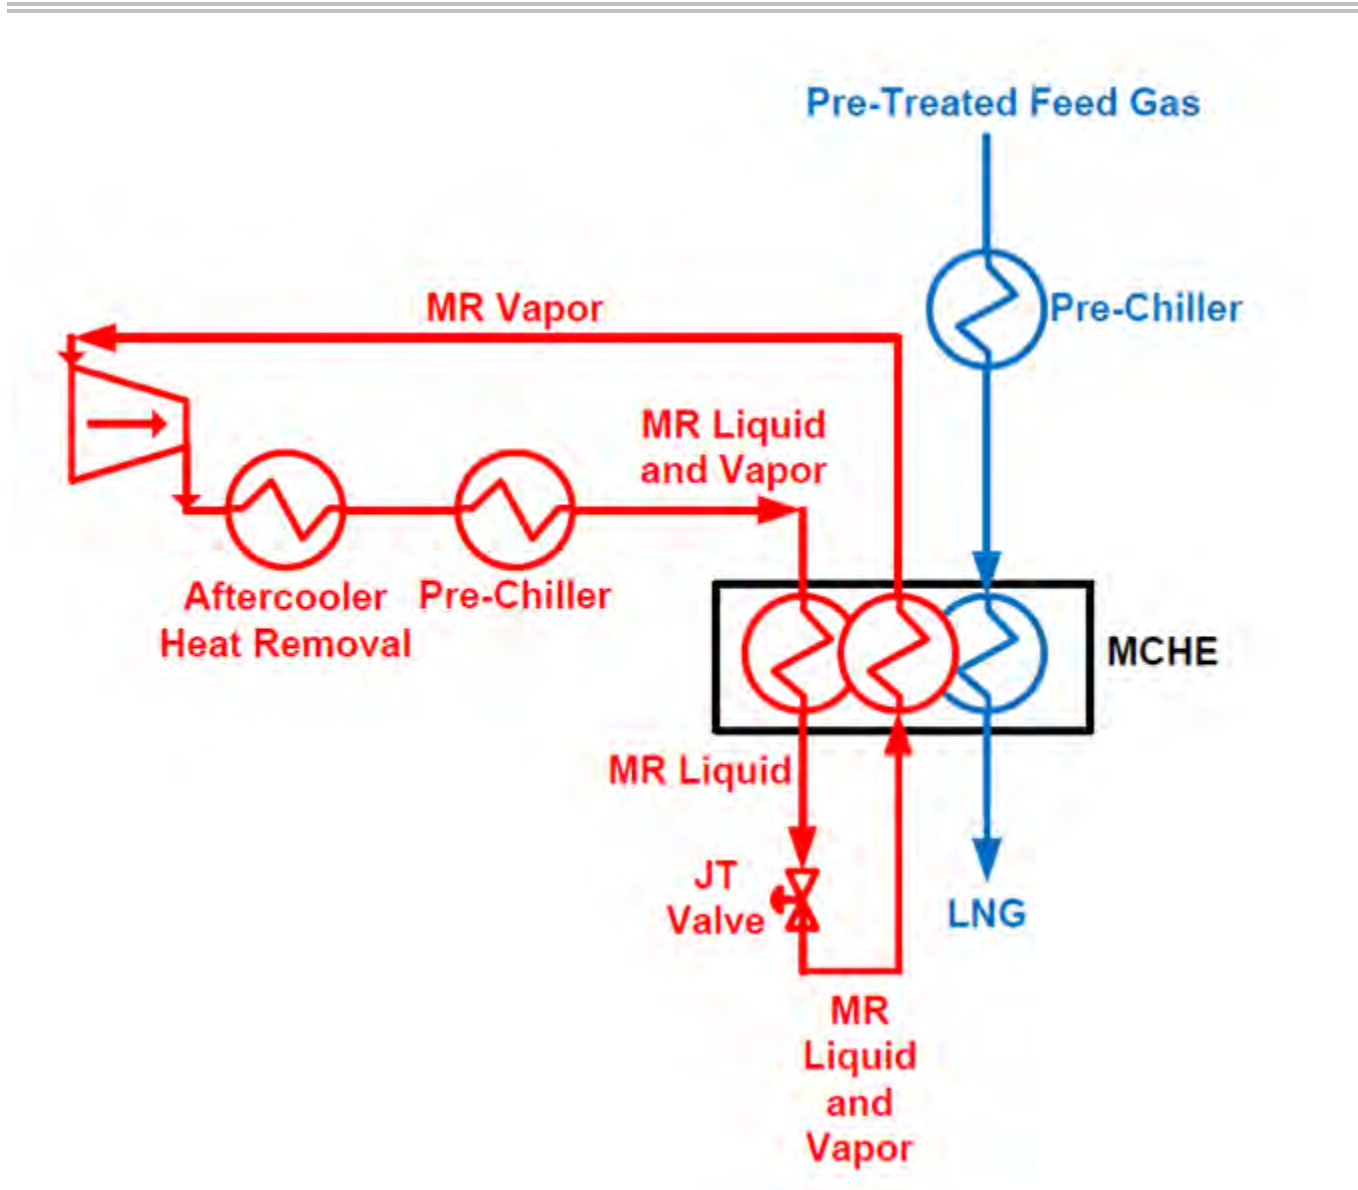 Pre-Treated Feed Gas
MR Vapor
Pre-Chiller
MR Liquid
and Vapor
Aftercooler
Heat Removal
Pre-Chiller
MCHE
MR Liquid
JT
Valve
LNG
MR
Liquid
and
Vapor